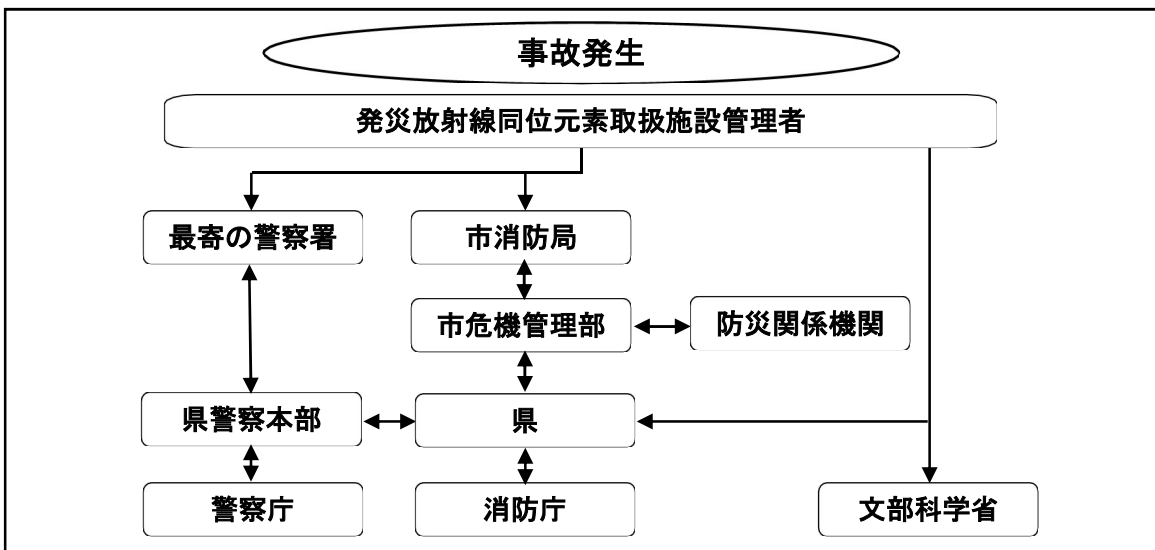 事故発生
発災放射線同位元素取扱施設管理者
最寄の警察署
市消防局
市危機管理部
防災関係機関
県警察本部
県
警察庁
消防庁
文部科学省